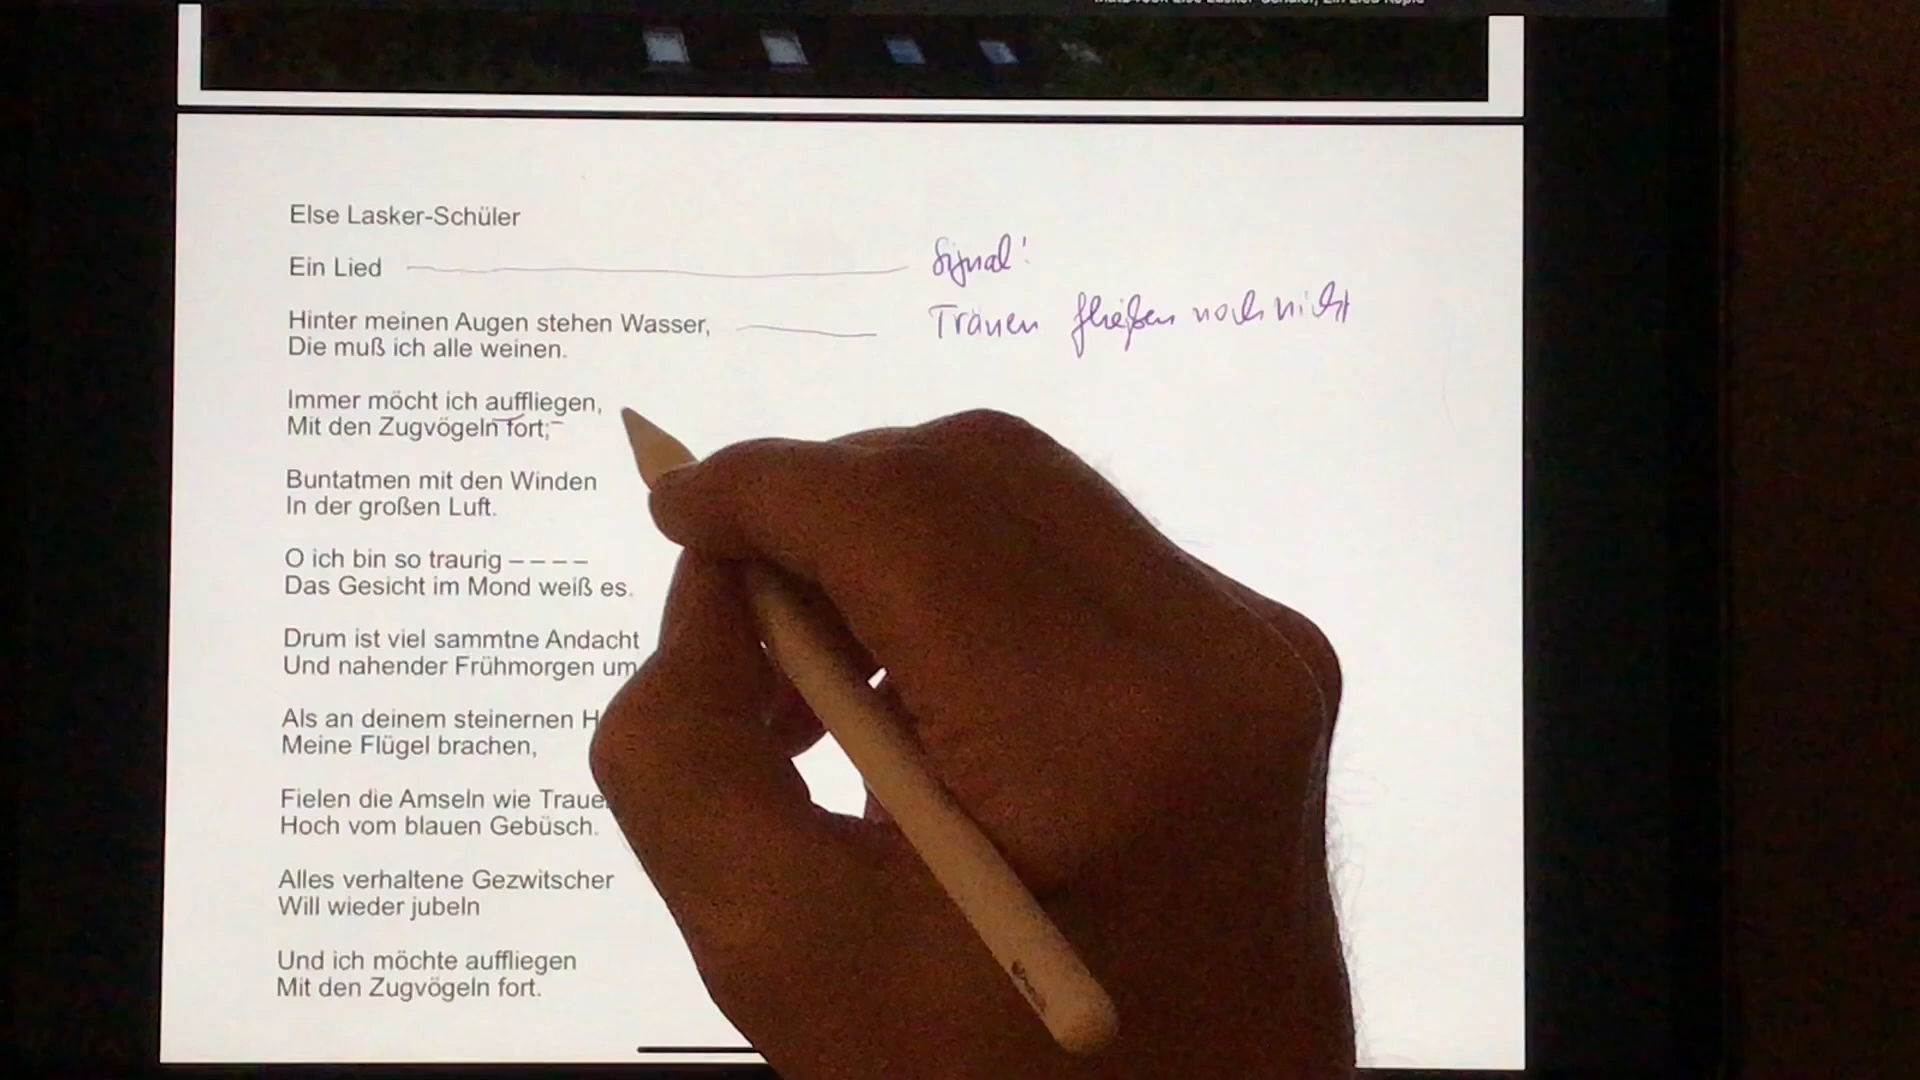 Else Lasker-Schüler
Ein Lied
Signal!
Hinter meinen Augen stehen Wasser,
Tränen fließen noch nicht
Die muß ich alle weinen.
Immer möcht ich auffliegen,
Mit den Zugvögeln fort;
Buntatmen mit den Winden
In der großen Luft.
O ich bin so traurig – – – –
Das Gesicht im Mond weiß es.
Drum ist viel sammtne Andacht
Und nahender Frühmorgen um
Als an deinem steinernen
Meine Flügel brachen,
Fielen die Amseln wie
Hoch vom blauen Gebüsch.
Alles verhaltene Gezwitscher
Will wieder jubeln
Und ich möchte auffliegen
Mit den Zugvögeln fort.